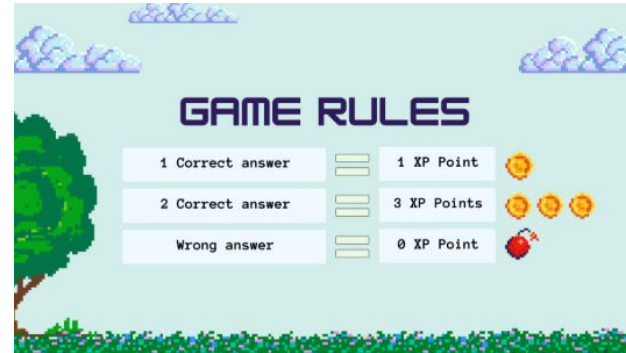 GAME RULES
1 Correct answer = 1 XP Point
2 Correct answer = 3 XP Points
Wrong answer = 0 XP Point